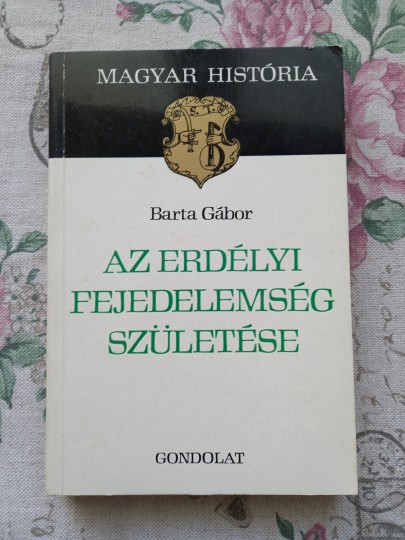 MAGYAR HISTÓRIA
S. I.
Barta Gábor
AZ ERDÉLYI
FEJEDELEMSÉG
SZÜLETÉSE
GONDOLAT